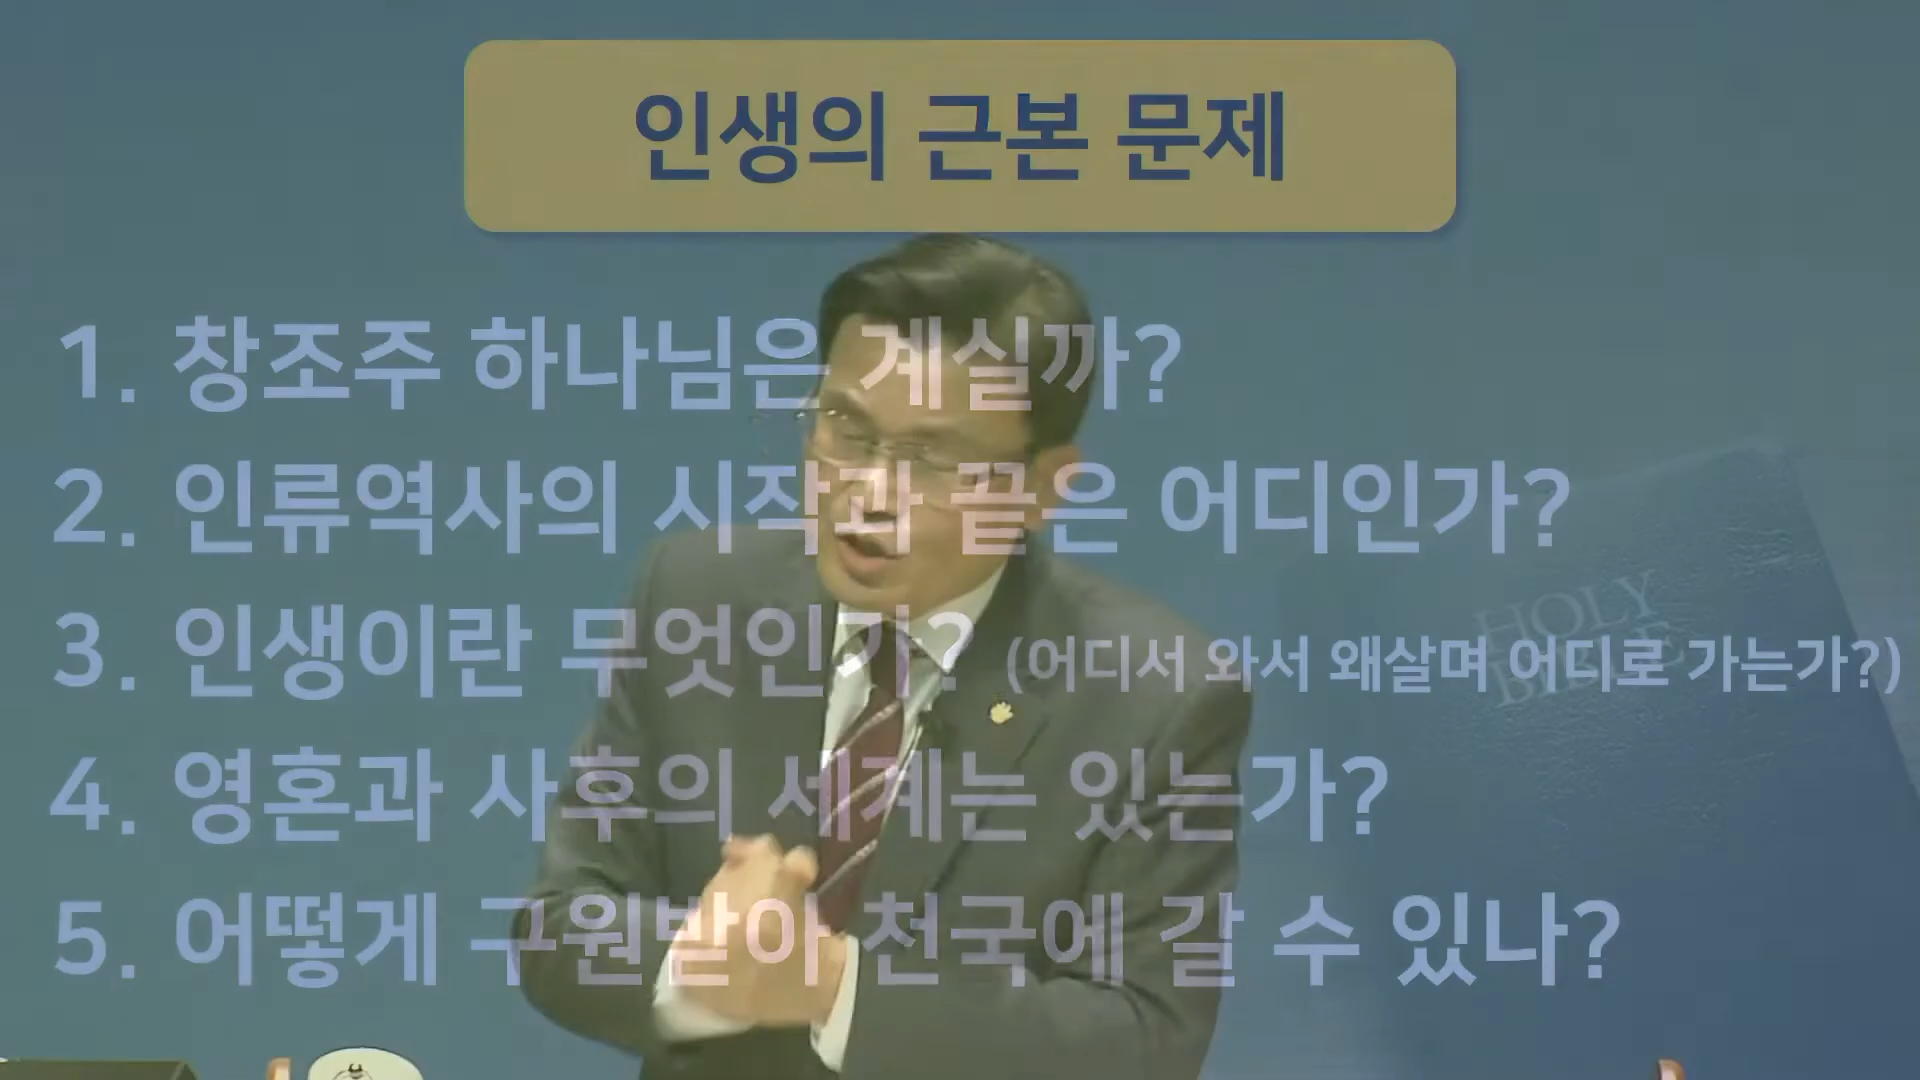 인생의 근본 문제
1. 창조주 하나님은 계실까?
2. 인류역사의 시작과 끝은 어디인가?
3. 인생이란 무엇인가? (어디서 와서 왜살며 어디로 가는가?)
4. 영혼과 사후의 세계는 있는가?
5. 어떻게 구원받아 천국에 갈 수 있나?
HOLY
BIBLE